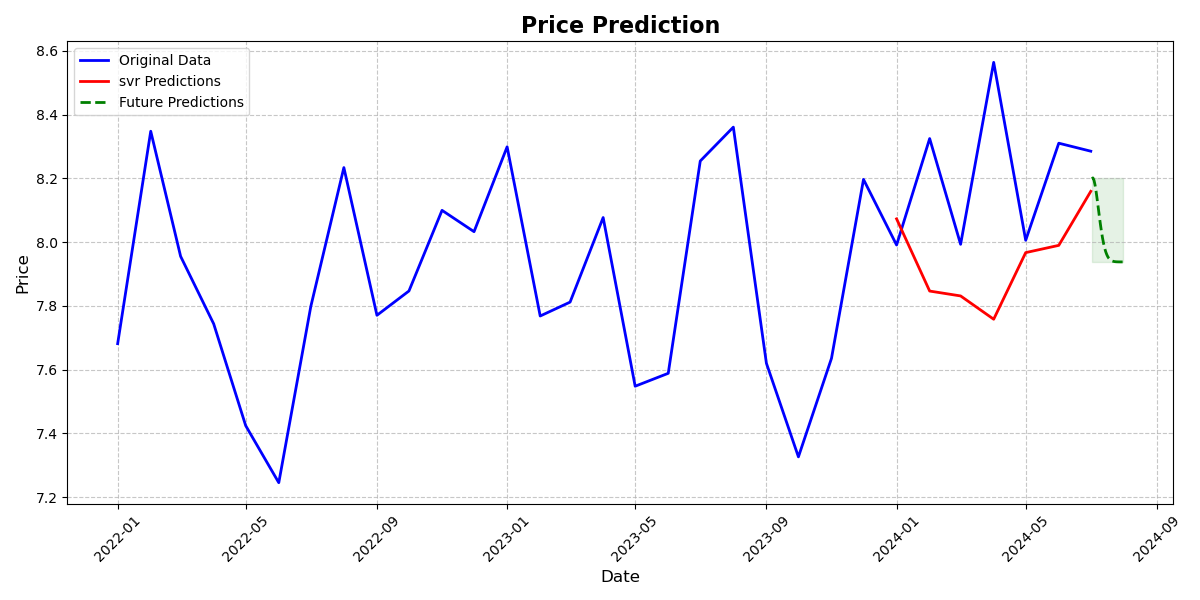 Price Prediction
Original Data
svr Predictions
Future Predictions
8.6
8.4
8.2
8.0
7.8
7.6
7.4
7.2
Price
2022-01
2022-05
2022-09
2023-01
2023-05
2023-09
2024-01
2024-05
2024-09
Date